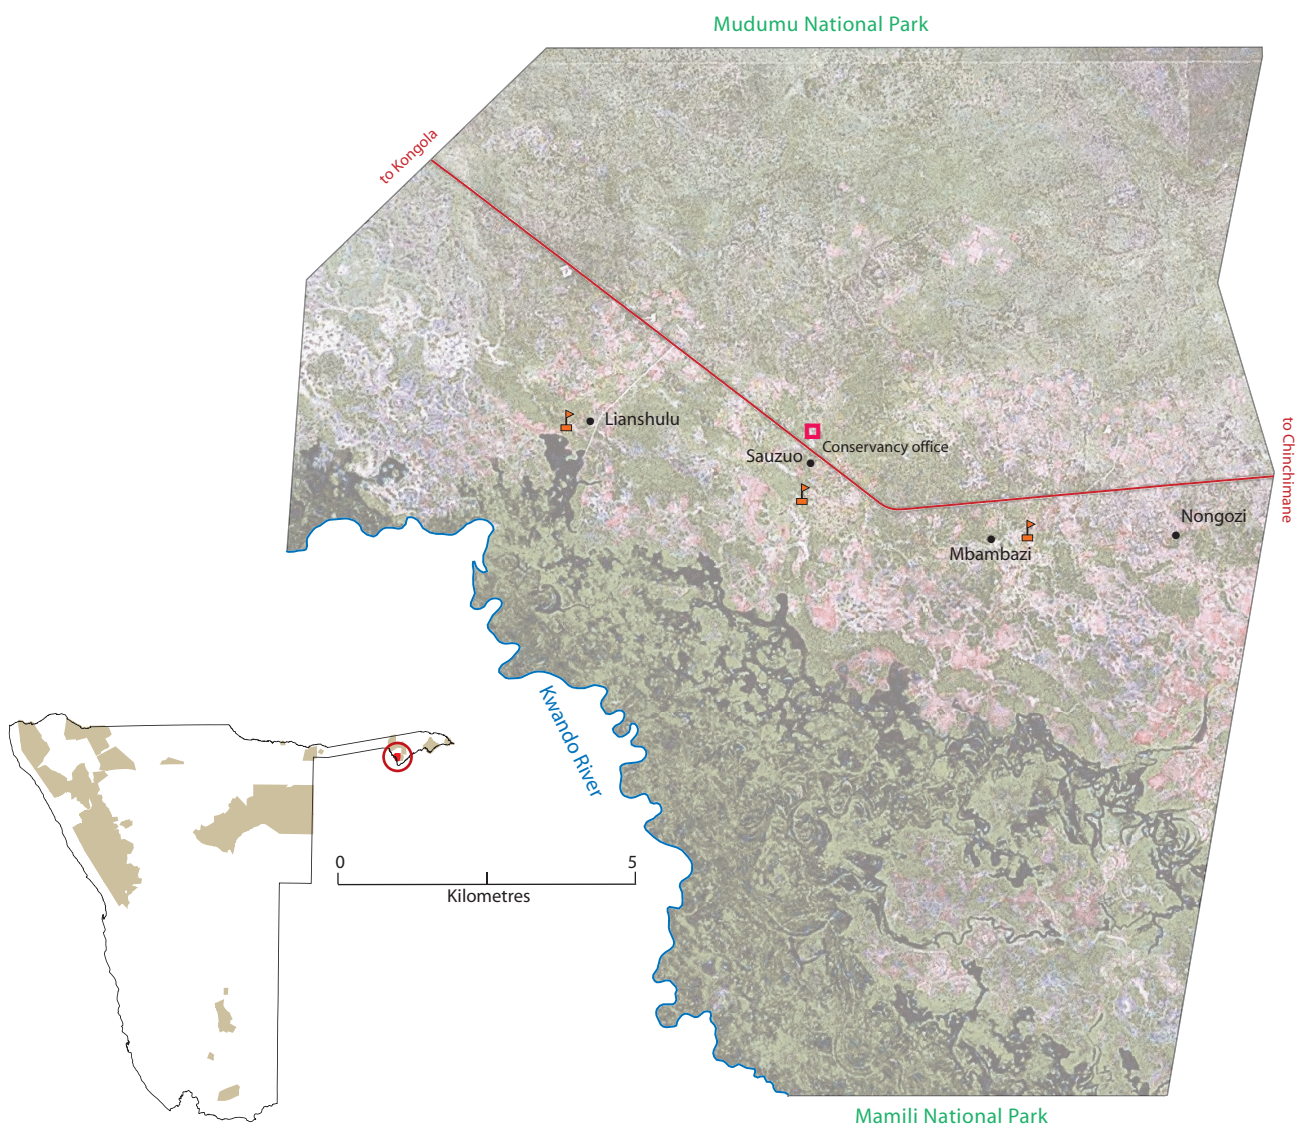 Mudumu National Park
to Kongola
Lianshulu
Conservancy office
Sauzuo
to Chinchimane
Nongozi
Mbambazi
Kwando River
0
5
Kilometres
Mamili National Park